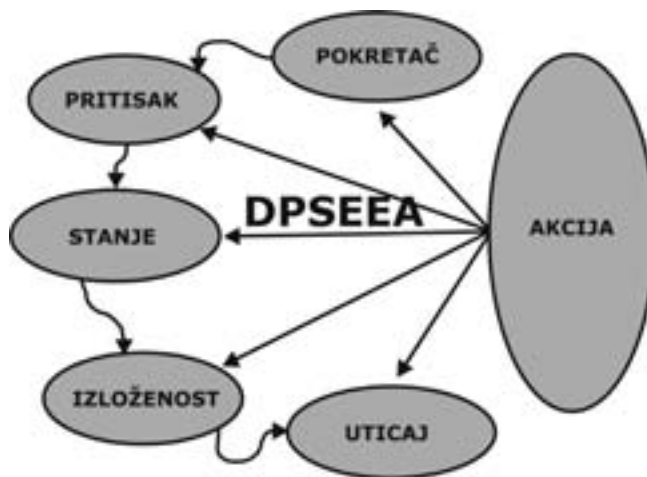 POKRETAČ
PRITISAK
DPSEEA
STANJE
AKCIJA
IZLOŽENOST
UTICAJ